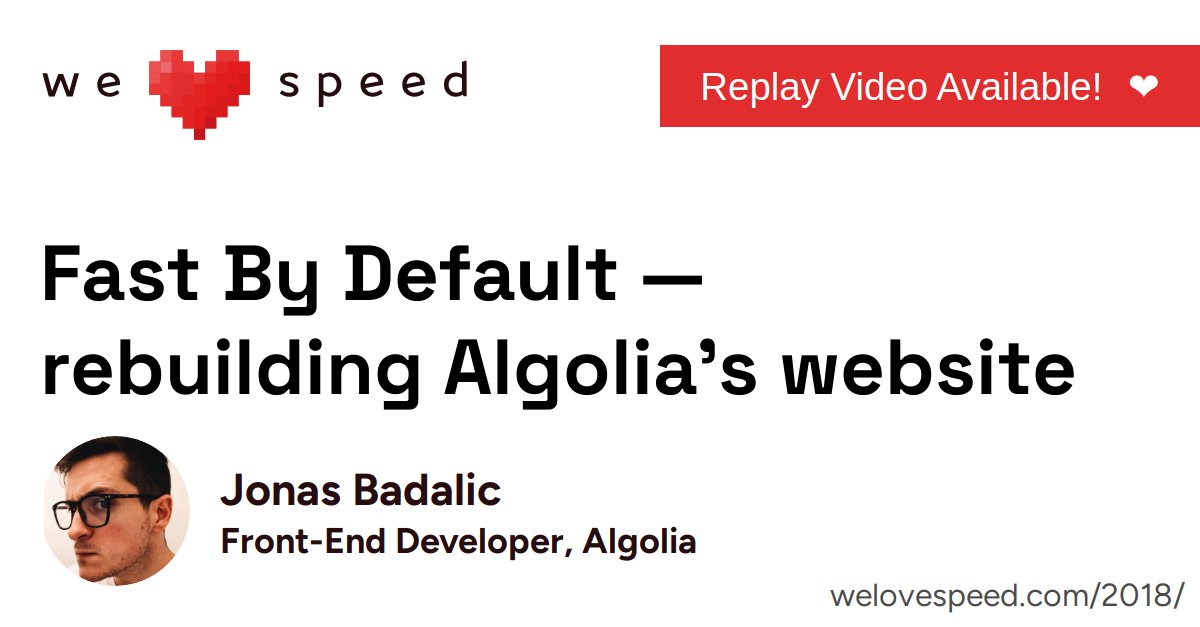 we ❤ speed
Replay Video Available! ❤
Fast By Default —
rebuilding Algolia’s website
Jonas Badalic
Front-End Developer, Algolia
welovespeed.com/2018/